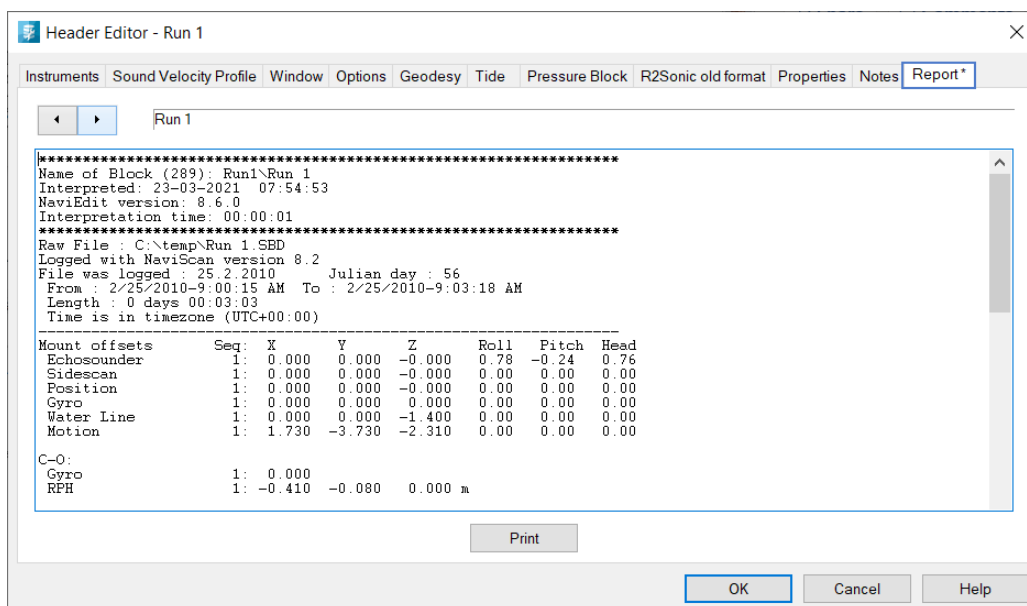 Header Editor - Run 1
Instruments Sound Velocity Profile Window Options Geodesy Tide Pressure Block R2Sonic old format Properties Notes Report*
Run 1
******************************************************************
Name of Block (289): Run1\Run 1
Interpreted: 23-03-2021  07:54:53
NaviEdit version: 8.6.0
Interpretation time: 00:00:01
******************************************************************
Raw File : C:\temp\Run 1.SBD
Logged with NaviScan version 8.2
File was logged : 25.2.2010      Julian day : 56
From : 2/25/2010-9:00:15 AM  To : 2/25/2010-9:03:18 AM
Length : 0 days 00:03:03
Time is in timezone (UTC+00:00)
------------------------------------------------------------------
Mount offsets      Seq:  X      Y      Z      Roll   Pitch  Head
Echosounder          1:  0.000   0.000  -0.000   0.78  -0.24   0.76
Sidescan             1:  0.000   0.000  -0.000   0.00   0.00   0.00
Position             1:  0.000   0.000  -0.000   0.00   0.00   0.00
Gyro                 1:  0.000   0.000   0.000   0.00   0.00   0.00
Water Line           1:  0.000   0.000  -1.400   0.00   0.00   0.00
Motion               1:  1.730  -3.730  -2.310   0.00   0.00   0.00
C-O:
Gyro                 1:  0.000
RPH                  1: -0.410  -0.080   0.000 m
Print
OK Cancel Help